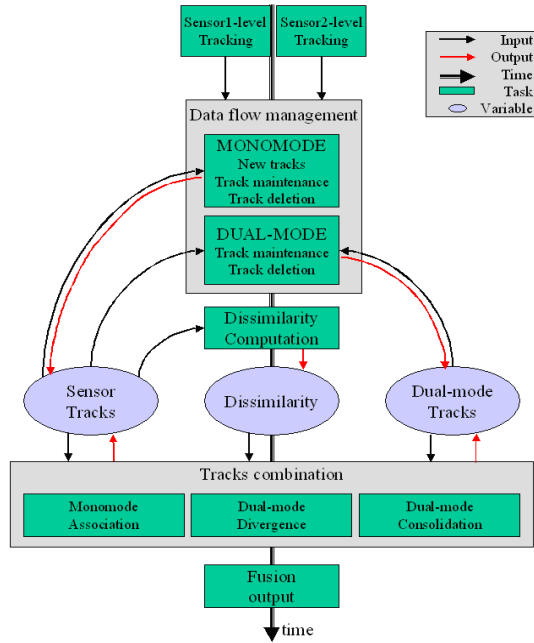 Sensor1-level
Tracking
Sensor2-level
Tracking
Input
Output
Time
Task
Variable
Data flow management
MONOMODE
New tracks
Track maintenance
Track deletion
DUAL-MODE
Track maintenance
Track deletion
Dissimilarity
Computation
Sensor
Tracks
Dissimilarity
Dual-mode
Tracks
Tracks combination
Monomode
Association
Dual-mode
Divergence
Dual-mode
Consolidation
Fusion
output
time